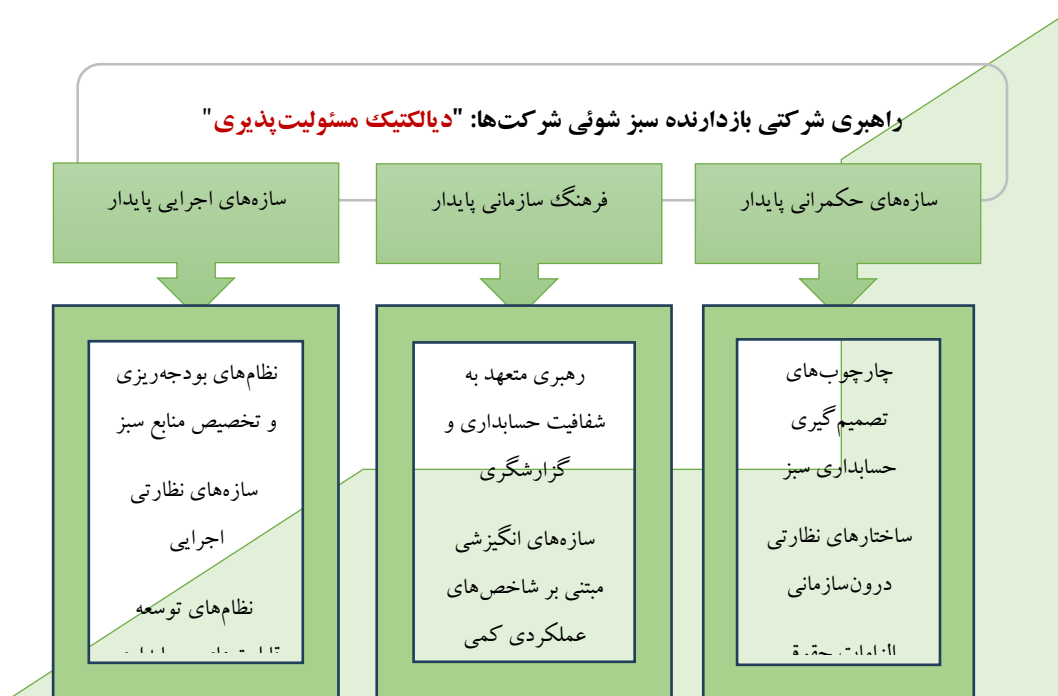 راهبری شرکتی بازدارنده سبز شوئی شرکت‌ها: "دیالکتیک مسئولیت‌پذیری"
سازه‌های حکمرانی پایدار
فرهنگ سازمانی پایدار
سازه‌های اجرایی پایدار
چارچوب‌های
تصمیم‌گیری
حسابداری سبز
ساختارهای نظارتی
درون‌سازمانی
رهبری متعهد به
شفافیت حسابداری و
گزارشگری
سازه‌های انگیزشی
مبتنی بر شاخص‌های
عملکردی کمی
نظام‌های بودجه‌ریزی
و تخصیص منابع سبز
سازه‌های نظارتی
اجرایی
نظام‌های توسعه